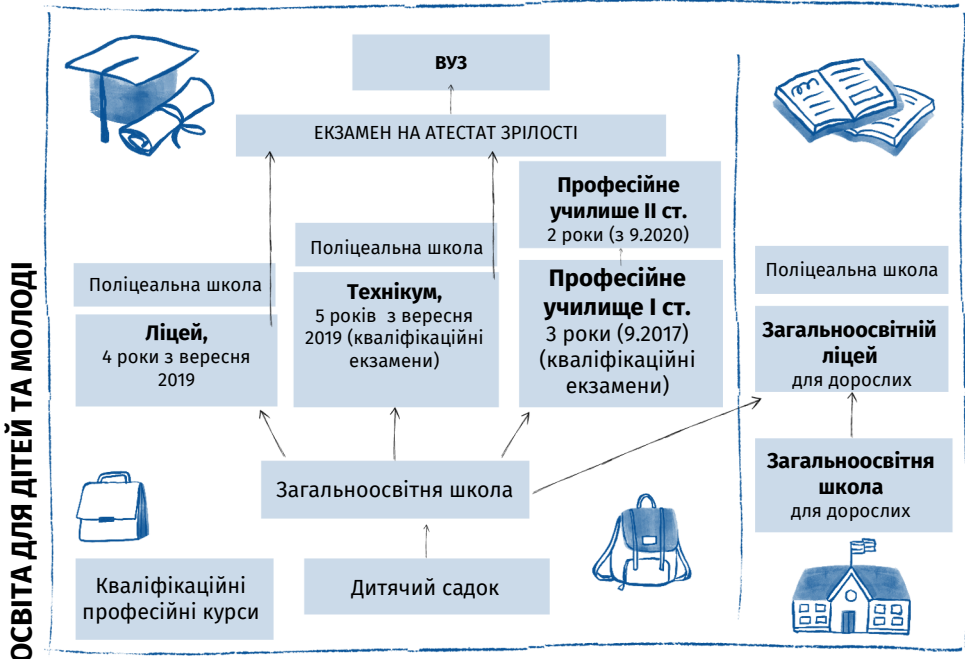 ОСВІТА ДЛЯ ДІТЕЙ ТА МОЛОДІ
ВУЗ
ЕКЗАМЕН НА АТЕСТАТ ЗРІЛОСТІ
Професійне
училише II ст.
2 роки (з 9.2020)
Поліцеальна школа
Технікум,
5 років з вересня
2019 (кваліфікаційні
екзамени)
Професійне
училище I ст.
3 роки (9.2017)
(кваліфікаційні
екзамени)
Поліцеальна школа
Ліцей,
4 роки з вересня
2019
Загальноосвітня школа
Кваліфікаційні
професійні курси
Дитячий садок
Поліцеальна школа
Загальноосвітній
ліцей
для дорослих
Загальноосвітня
школа
для дорослих